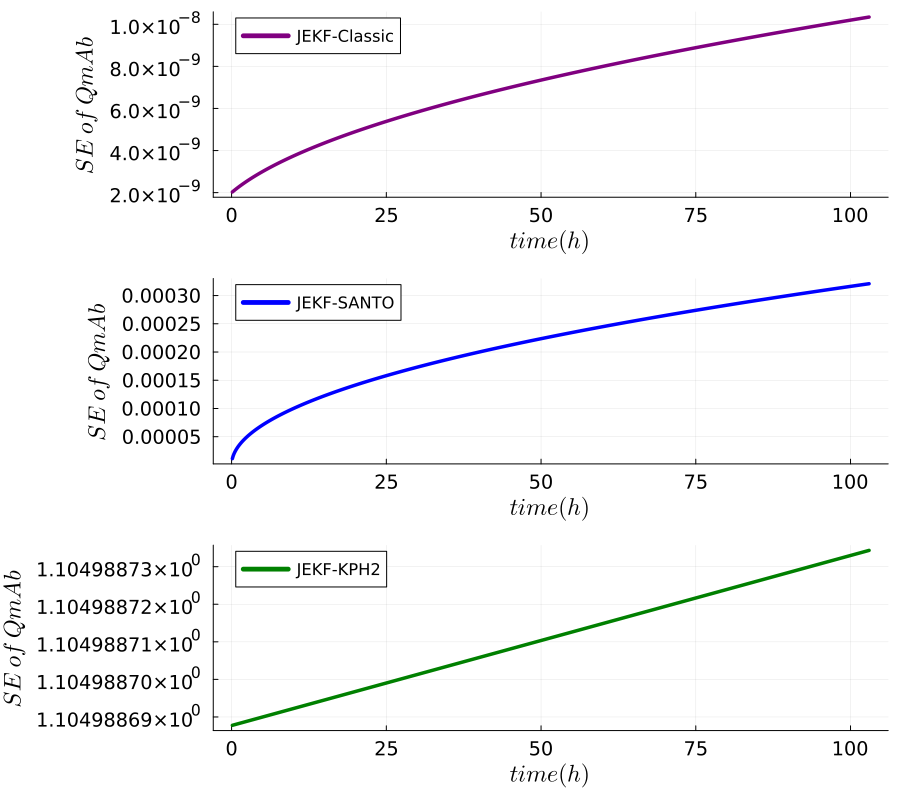 JEKF-Classic
SE of QmAb
1.0×10⁻⁸
8.0×10⁻⁹
6.0×10⁻⁹
4.0×10⁻⁹
2.0×10⁻⁹
0 25 50 75 100
time(h)
JEKF-SANTO
SE of QmAb
0.00030
0.00025
0.00020
0.00015
0.00010
0.00005
0 25 50 75 100
time(h)
JEKF-KPH2
SE of QmAb
1.10498873×10⁰
1.10498872×10⁰
1.10498871×10⁰
1.10498870×10⁰
1.10498869×10⁰
0 25 50 75 100
time(h)